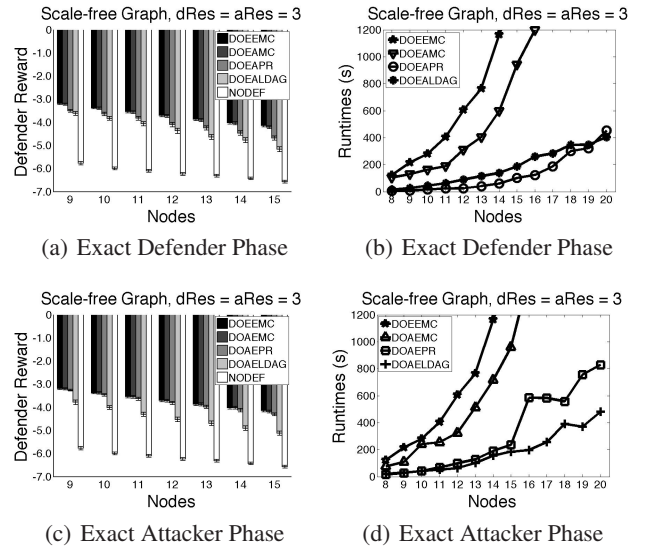 Scale-free Graph, dRes = aRes = 3
Defender Reward
0
-1.0
-2.0
-3.0
-4.0
-5.0
-6.0
-7.0
DOEEMC
DOEAMC
DOEAPR
DOEALDAG
NODEF
9 10 11 12 13 14 15
Nodes
(a) Exact Defender Phase
Scale-free Graph, dRes = aRes = 3
Runtimes (s)
1200
1000
800
600
400
200
0
DOEEMC
DOEAMC
DOEAPR
DOEALDAG
8 9 10 11 12 13 14 15 16 17 18 19 20
Nodes
(b) Exact Defender Phase
Scale-free Graph, dRes = aRes = 3
Defender Reward
0
-1.0
-2.0
-3.0
-4.0
-5.0
-6.0
-7.0
DOEEMC
DOAEMC
DOAEPR
DOAELDAG
NODEF
9 10 11 12 13 14 15
Nodes
(c) Exact Attacker Phase
Scale-free Graph, dRes = aRes = 3
Runtimes (s)
1200
1000
800
600
400
200
0
DOEEMC
DOAEMC
DOAEPR
DOAELDAG
8 9 10 11 12 13 14 15 16 17 18 19 20
Nodes
(d) Exact Attacker Phase